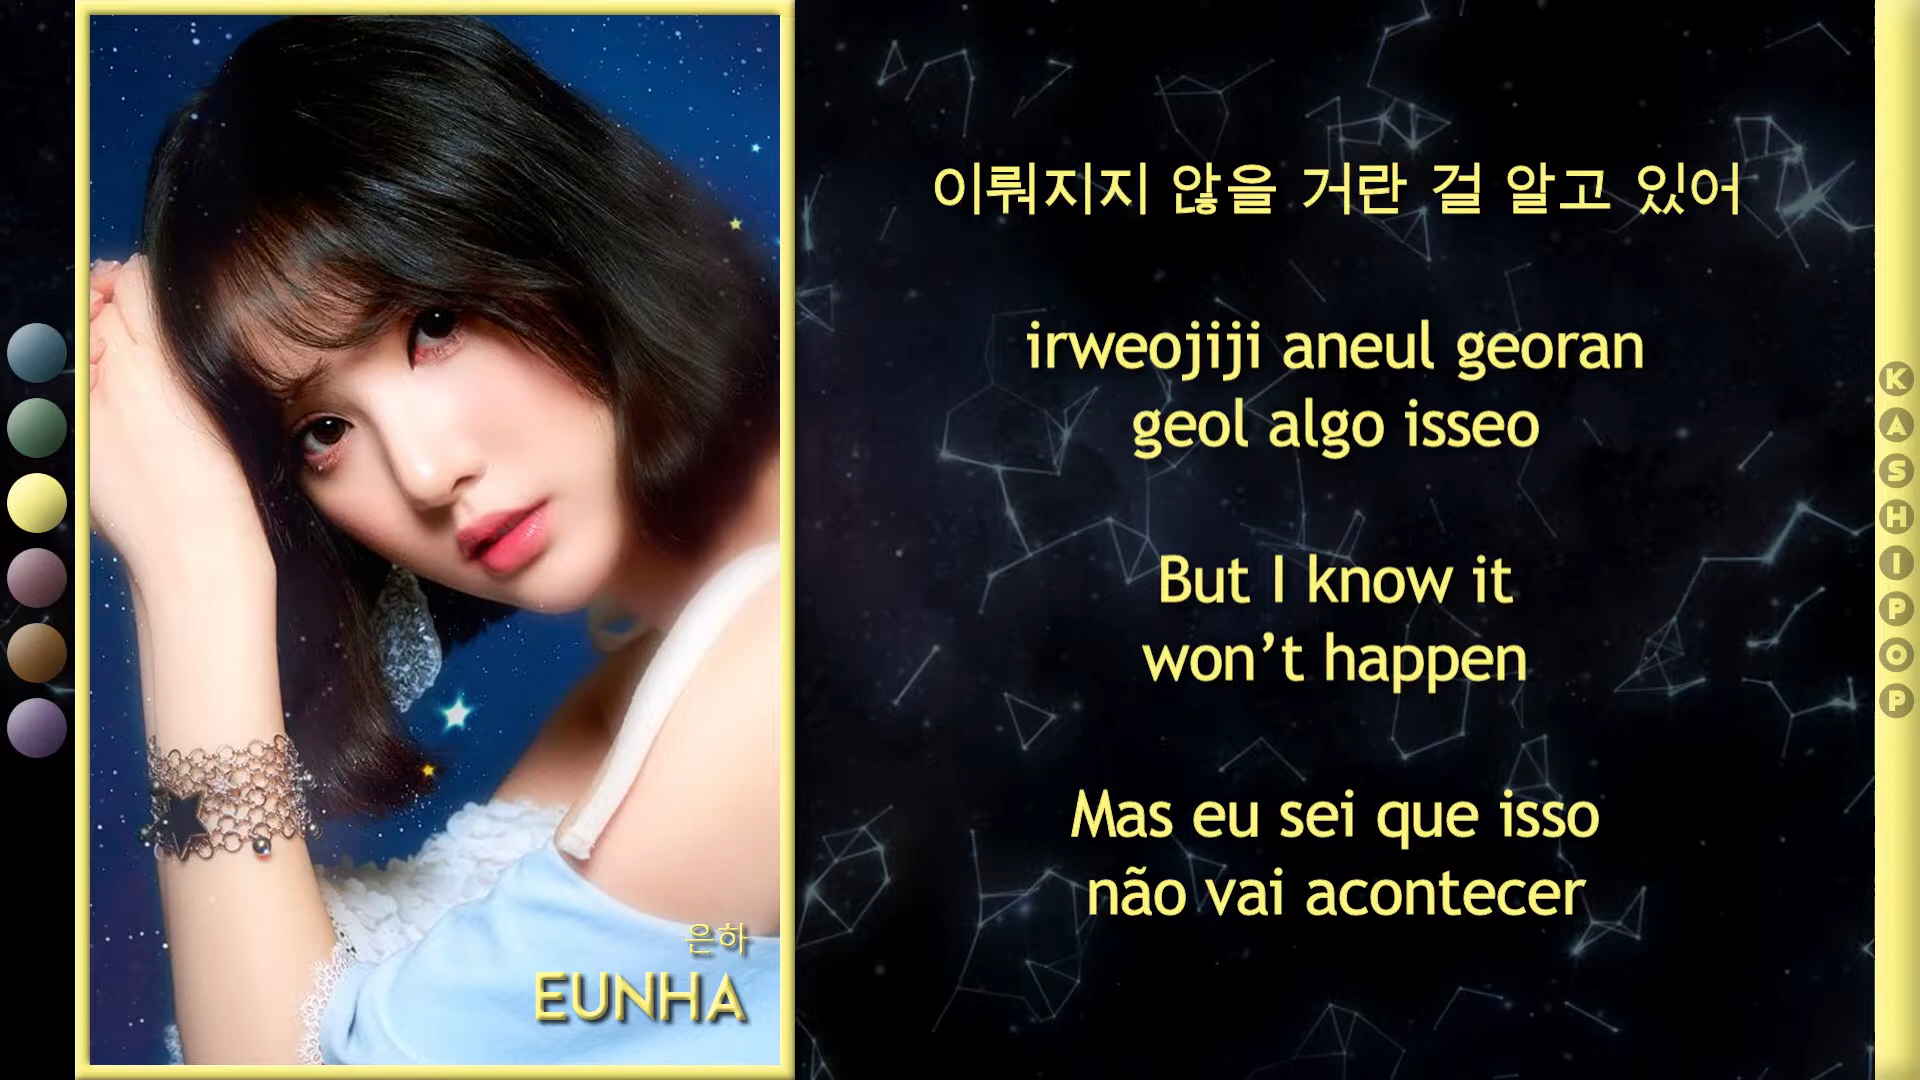 이뤄지지 않을 거란 걸 알고 있어
irweojiji aneul georan
geol algo isseo
But I know it
won’t happen
Mas eu sei que isso
não vai acontecer
은하
EUNHA
KASHIPOP